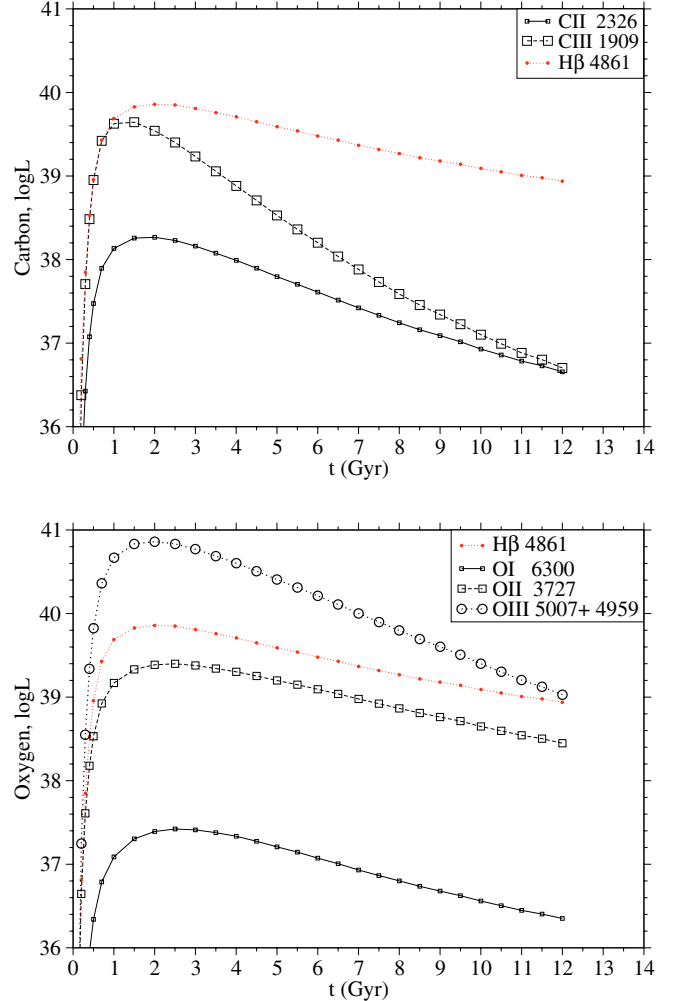 41
40
39
38
37
36
Carbon, logL
CII 2326
CIII 1909
Hβ 4861
0 1 2 3 4 5 6 7 8 9 10 11 12 13 14
t (Gyr)
41
40
39
38
37
36
Oxygen, logL
Hβ 4861
OI 6300
OII 3727
OIII 5007+ 4959
0 1 2 3 4 5 6 7 8 9 10 11 12 13 14
t (Gyr)